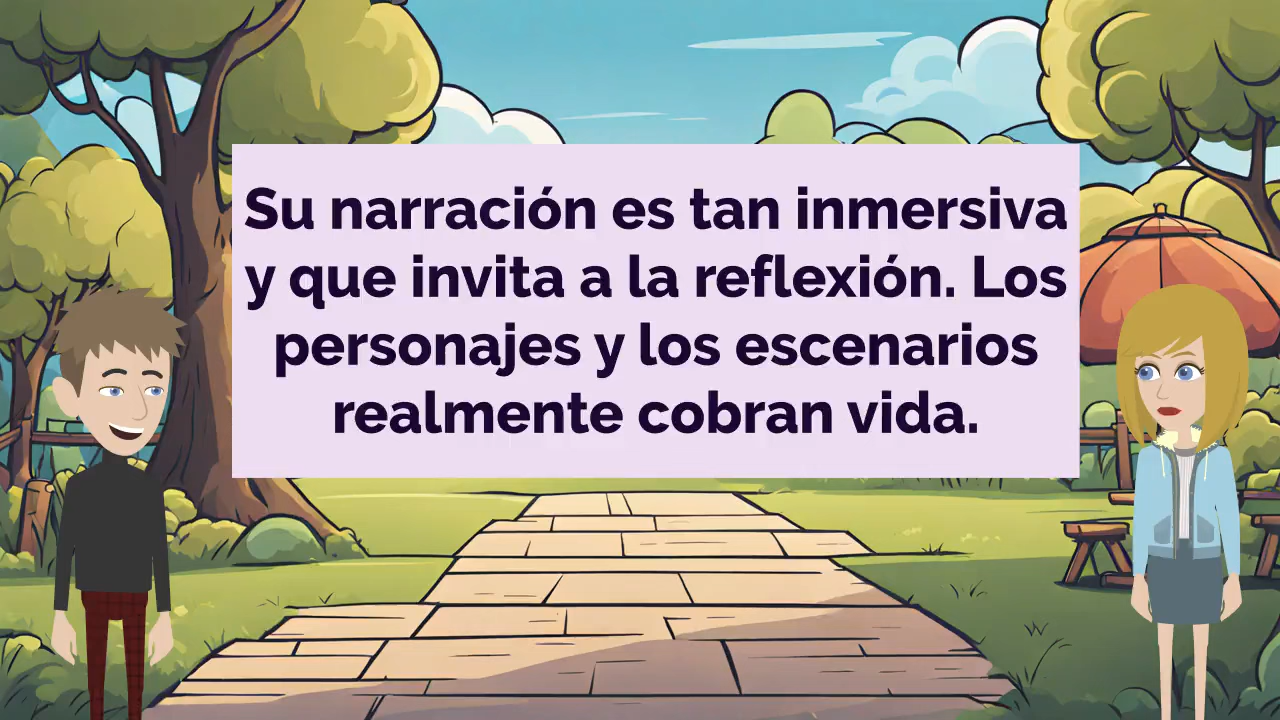 Su narración es tan inmersiva
y que invita a la reflexión. Los
personajes y los escenarios
realmente cobran vida.